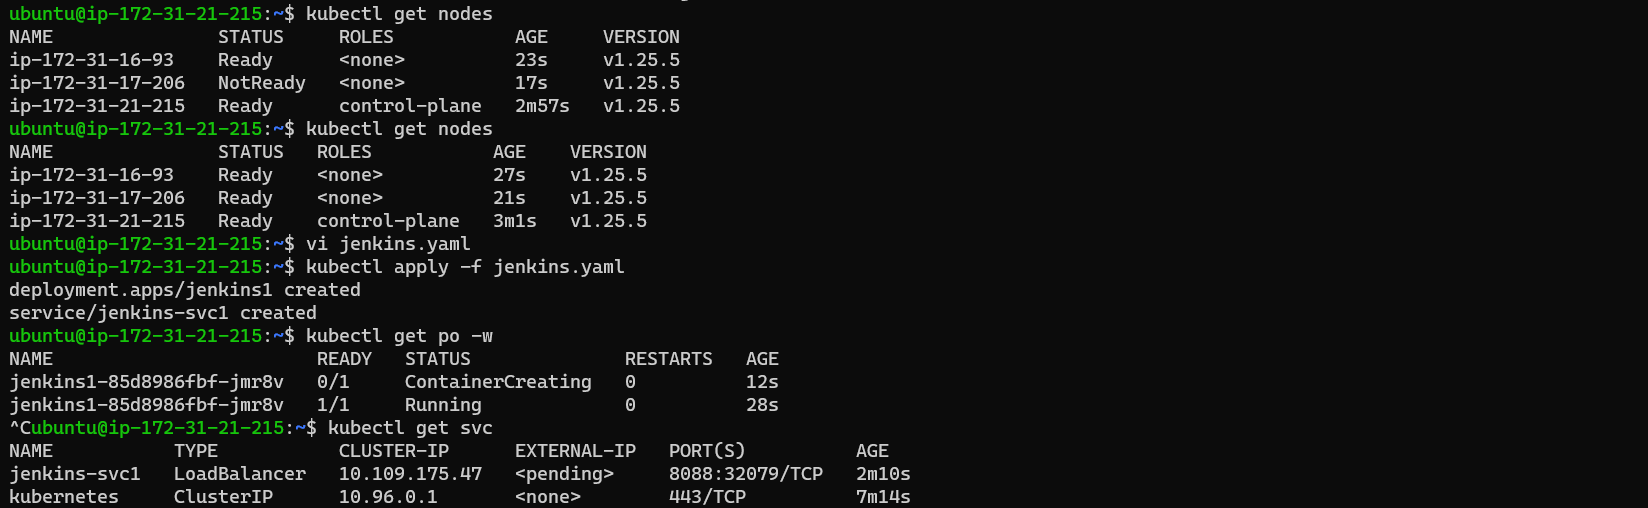 ubuntu@ip-172-31-21-215:~$ kubectl get nodes
NAME STATUS ROLES AGE VERSION
ip-172-31-16-93 Ready <none> 23s v1.25.5
ip-172-31-17-206 NotReady <none> 17s v1.25.5
ip-172-31-21-215 Ready control-plane 2m57s v1.25.5
ubuntu@ip-172-31-21-215:~$ kubectl get nodes
NAME STATUS ROLES AGE VERSION
ip-172-31-16-93 Ready <none> 27s v1.25.5
ip-172-31-17-206 Ready <none> 21s v1.25.5
ip-172-31-21-215 Ready control-plane 3m1s v1.25.5
ubuntu@ip-172-31-21-215:~$ vi jenkins.yaml
ubuntu@ip-172-31-21-215:~$ kubectl apply -f jenkins.yaml
deployment.apps/jenkins1 created
service/jenkins-svc1 created
ubuntu@ip-172-31-21-215:~$ kubectl get po -w
NAME READY STATUS RESTARTS AGE
jenkins1-85d8986fbf-jmr8v 0/1 ContainerCreating 0 12s
jenkins1-85d8986fbf-jmr8v 1/1 Running 0 28s
^Cubuntu@ip-172-31-21-215:~$ kubectl get svc
NAME TYPE CLUSTER-IP EXTERNAL-IP PORT(S) AGE
jenkins-svc1 LoadBalancer 10.109.175.47 <pending> 8088:32079/TCP 2m10s
kubernetes ClusterIP 10.96.0.1 <none> 443/TCP 7m14s